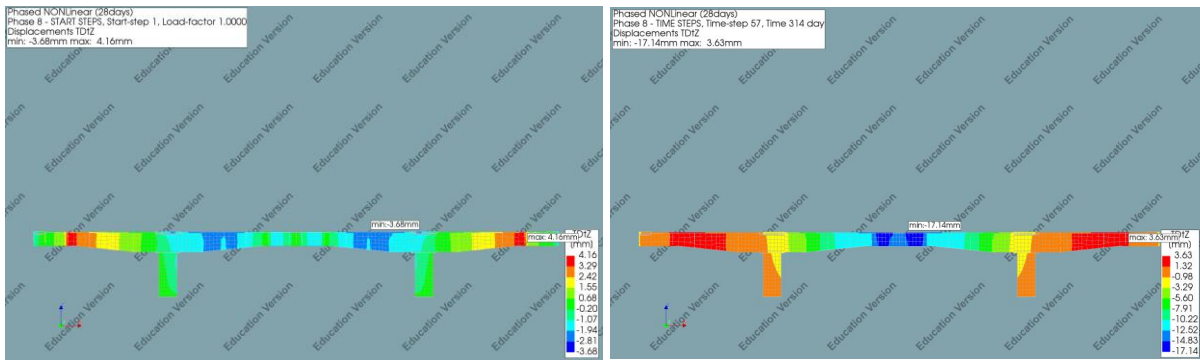 Phased NONLinear (28days)
Phase 8 - START STEPS, Start-step 1, Load-factor 1.0000
Displacements TDtZ
min: -3.68mm max: 4.16mm
Education Version
min:-3.68mm
max: 4.16mm
TDtZ
(mm)
4.16
3.29
2.42
1.55
0.68
-0.20
-1.07
-1.94
-2.81
-3.68
Phased NONLinear (28days)
Phase 8 - TIME STEPS, Time-step 57, Time 314 day
Displacements TDtZ
min: -17.14mm max: 3.63mm
Education Version
min:-17.14mm
max: 3.63mm
TDtZ
(mm)
3.63
1.32
-0.98
-3.29
-5.60
-7.91
-10.22
-12.52
-14.83
-17.14